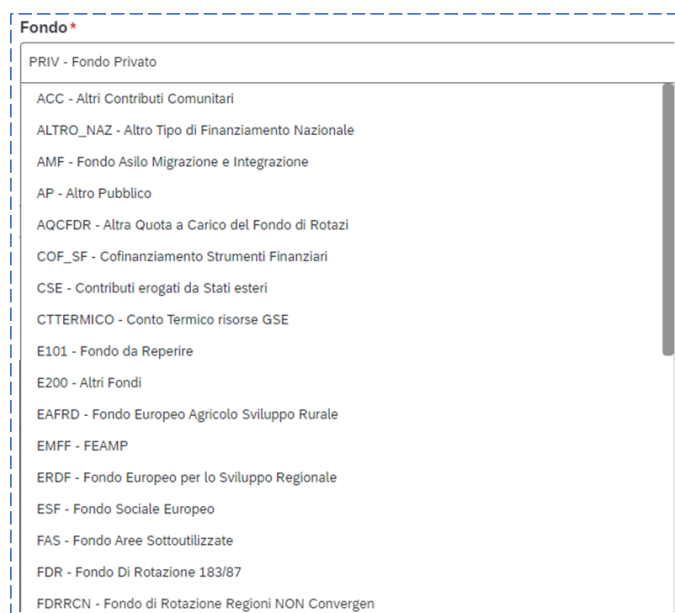 Fondo*
PRIV - Fondo Privato
ACC - Altri Contributi Comunitari
ALTRO_NAZ - Altro Tipo di Finanziamento Nazionale
AMF - Fondo Asilo Migrazione e Integrazione
AP - Altro Pubblico
AQCFDR - Altra Quota a Carico del Fondo di Rotazi
COF_SF - Cofinanziamento Strumenti Finanziari
CSE - Contributi erogati da Stati esteri
CTTERMICO - Conto Termico risorse GSE
E101 - Fondo da Reperire
E200 - Altri Fondi
EAFRD - Fondo Europeo Agricolo Sviluppo Rurale
EMFF - FEAMP
ERDF - Fondo Europeo per lo Sviluppo Regionale
ESF - Fondo Sociale Europeo
FAS - Fondo Aree Sottoutilizzate
FDR - Fondo Di Rotazione 183/87
FDRRCN - Fondo di Rotazione Regioni NON Convergen